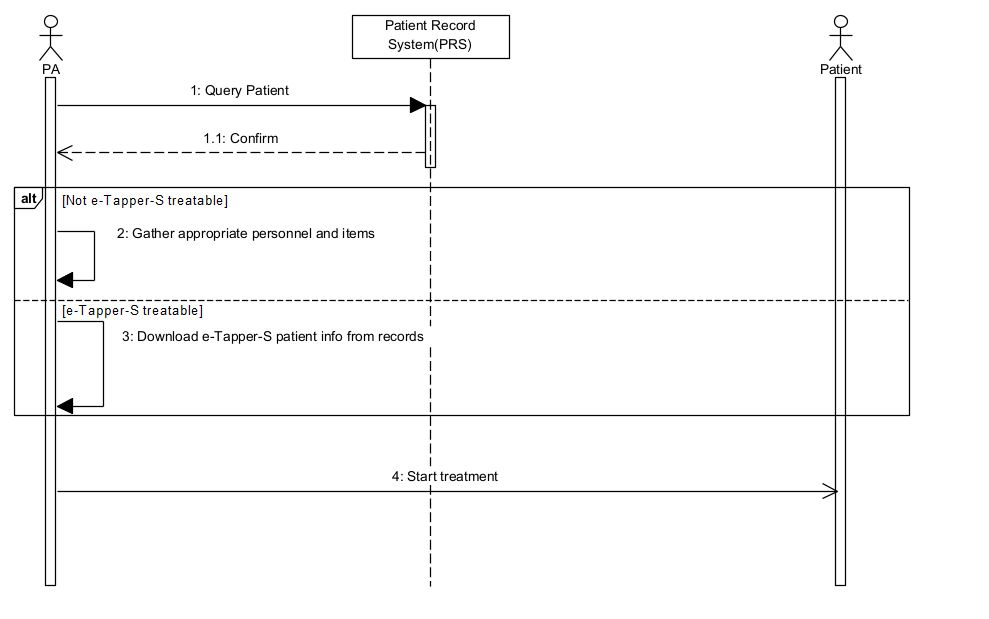 Patient Record
System(PRS)
PA
Patient
1: Query Patient
1.1: Confirm
alt
[Not e-Tapper-S treatable]
2: Gather appropriate personnel and items
[e-Tapper-S treatable]
3: Download e-Tapper-S patient info from records
4: Start treatment